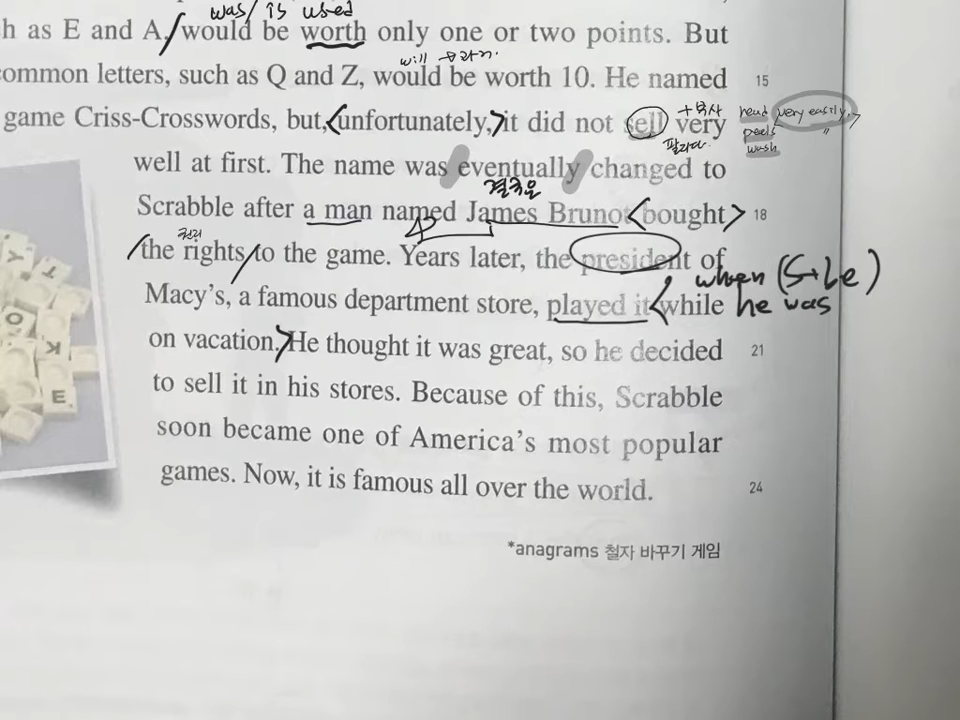 was / is used
h as E and A, would be worth only one or two points. But
will
ommon letters, such as Q and Z, would be worth 10. He named 15
game Criss-Crosswords, but, unfortunately, it did not sell very
+부사
read very easily
peels "
wash
팔리다
well at first. The name was eventually changed to
결국은
Scrabble after a man named James Brunot bought 18
권리
the rights to the game. Years later, the president of
when (S+be)
Macy's, a famous department store, played it while he was
on vacation. He thought it was great, so he decided 21
to sell it in his stores. Because of this, Scrabble
soon became one of America's most popular
games. Now, it is famous all over the world. 24
*anagrams 철자 바꾸기 게임
E
K
O
Y
T